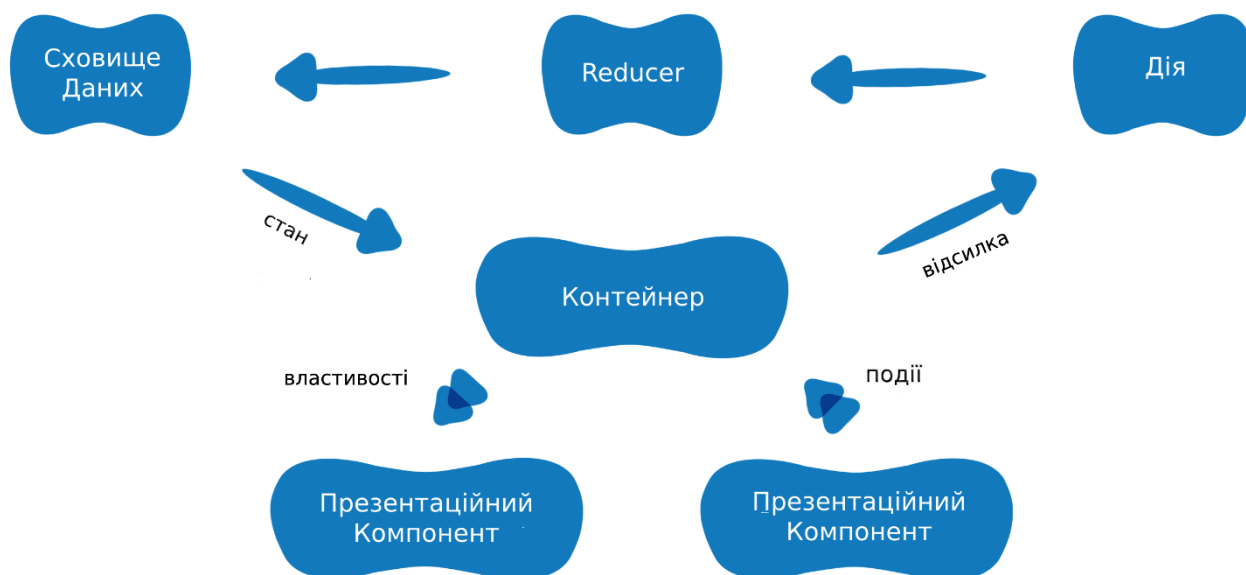 Сховище
Даних
Reducer
Дія
стан
відсилка
Контейнер
властивості
події
Презентаційний
Компонент
Презентаційний
Компонент